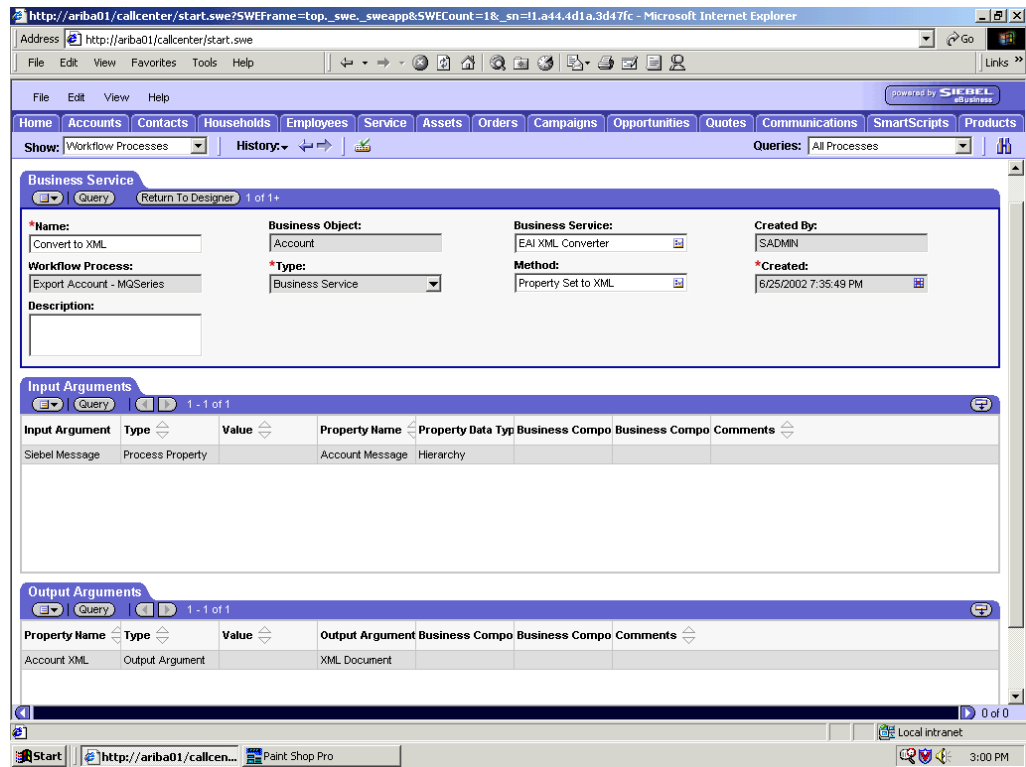 http://ariba01/callcenter/start.swe?SWEFrame=top._swe._sweapp&SWECount=1&_sn=!1.a44.4d1a.3d47fc - Microsoft Internet Explorer
Address http://ariba01/callcenter/start.swe Go
File Edit View Favorites Tools Help Links »
File Edit View Help powered by SIEBEL eBusiness
Home Accounts Contacts Households Employees Service Assets Orders Campaigns Opportunities Quotes Communications SmartScripts Products
Show: Workflow Processes History: Queries: All Processes
Business Service
Query Return To Designer 1 of 1+
*Name: Business Object: Business Service: Created By:
Convert to XML Account EAI XML Converter SADMIN
Workflow Process: *Type: Method: *Created:
Export Account - MQSeries Business Service Property Set to XML 6/25/2002 7:35:49 PM
Description:
Input Arguments
Query 1 - 1 of 1
Input Argument Type Value Property Name Property Data Typ Business Compo Business Compo Comments
Siebel Message Process Property Account Message Hierarchy
Output Arguments
Query 1 - 1 of 1
Property Name Type Value Output Argument Business Compo Business Compo Comments
Account XML Output Argument XML Document
0 of 0
Local intranet
Start http://ariba01/callcen... Paint Shop Pro 3:00 PM